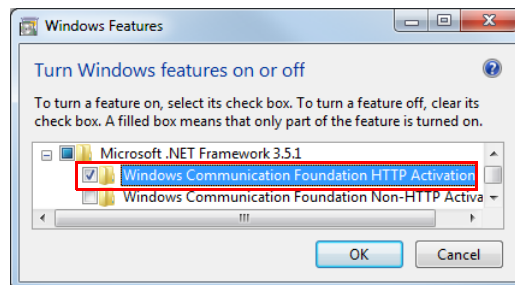 Windows Features
Turn Windows features on or off
To turn a feature on, select its check box. To turn a feature off, clear its
check box. A filled box means that only part of the feature is turned on.
Microsoft .NET Framework 3.5.1
Windows Communication Foundation HTTP Activation
Windows Communication Foundation Non-HTTP Activa
OK
Cancel